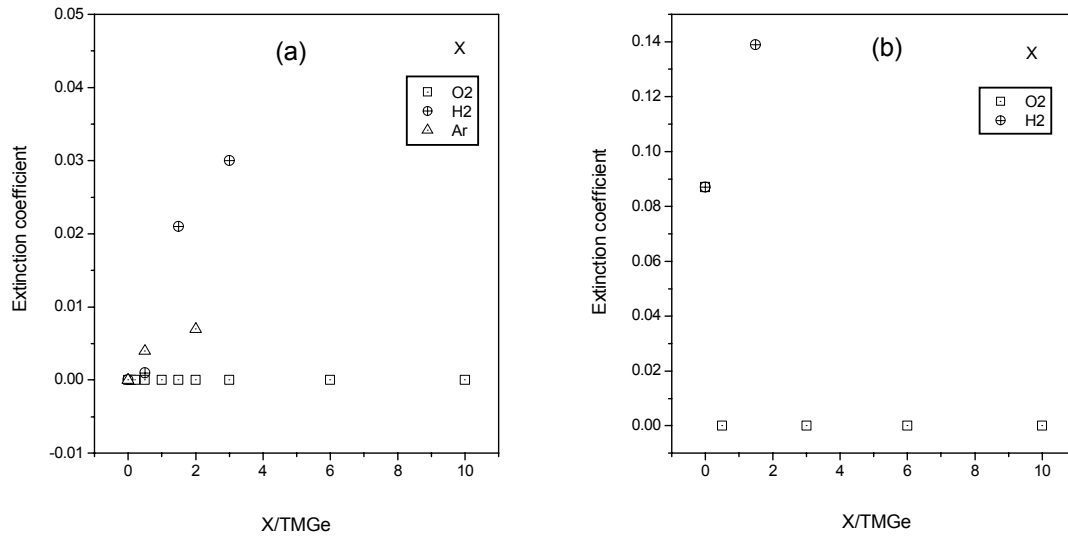 (a)
X
O2
H2
Ar
0.05
0.04
0.03
0.02
0.01
0.00
-0.01
Extinction coefficient
0 2 4 6 8 10
X/TMGe
(b)
X
O2
H2
0.14
0.12
0.10
0.08
0.06
0.04
0.02
0.00
Extinction coefficient
0 2 4 6 8 10
X/TMGe